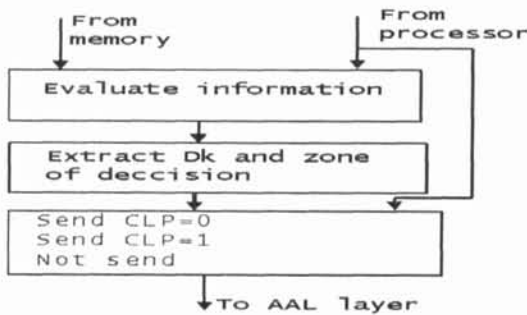 From
memory
From
processor
Evaluate information
Extract Dk and zone
of deccision
Send CLP=0
Send CLP=1
Not send
To AAL layer